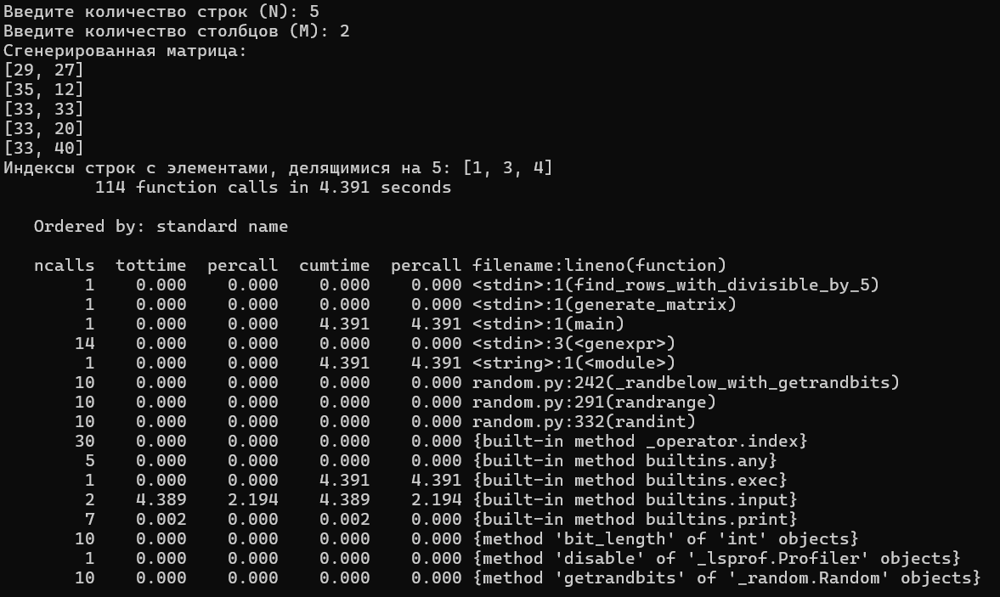 Введите количество строк (N): 5
Введите количество столбцов (M): 2
Сгенерированная матрица:
[29, 27]
[35, 12]
[33, 33]
[33, 20]
[33, 40]
Индексы строк с элементами, делящимися на 5: [1, 3, 4]
         114 function calls in 4.391 seconds

   Ordered by: standard name

   ncalls  tottime  percall  cumtime  percall filename:lineno(function)
        1    0.000    0.000    0.000    0.000 <stdin>:1(find_rows_with_divisible_by_5)
        1    0.000    0.000    0.000    0.000 <stdin>:1(generate_matrix)
        1    0.000    0.000    4.391    4.391 <stdin>:1(main)
       14    0.000    0.000    0.000    0.000 <stdin>:3(<genexpr>)
        1    0.000    0.000    4.391    4.391 <string>:1(<module>)
       10    0.000    0.000    0.000    0.000 random.py:242(_randbelow_with_getrandbits)
       10    0.000    0.000    0.000    0.000 random.py:291(randrange)
       10    0.000    0.000    0.000    0.000 random.py:332(randint)
       30    0.000    0.000    0.000    0.000 {built-in method _operator.index}
        5    0.000    0.000    0.000    0.000 {built-in method builtins.any}
        1    0.000    0.000    4.391    4.391 {built-in method builtins.exec}
        2    4.389    2.194    4.389    2.194 {built-in method builtins.input}
        7    0.002    0.000    0.002    0.000 {built-in method builtins.print}
       10    0.000    0.000    0.000    0.000 {method 'bit_length' of 'int' objects}
        1    0.000    0.000    0.000    0.000 {method 'disable' of '_lsprof.Profiler' objects}
       10    0.000    0.000    0.000    0.000 {method 'getrandbits' of '_random.Random' objects}